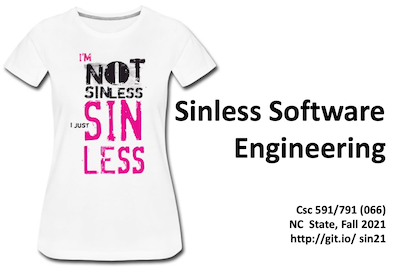 I'M
NOT
SINLESS
I JUST
SIN
LESS
Sinless Software
Engineering
Csc 591/791 (066)
NC State, Fall 2021
http://git.io/ sin21